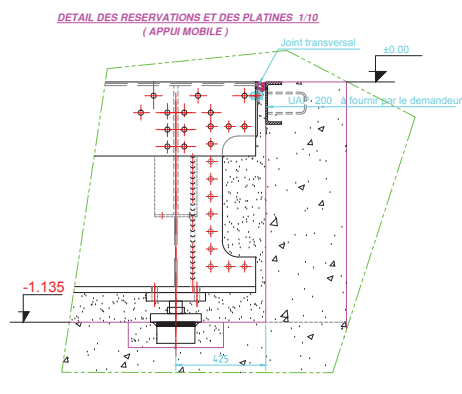 DETAIL DES RESERVATIONS ET DES PLATINES 1/10
( APPUI MOBILE )
Joint transversal
±0.00
UAP 200 à fournir par le demandeur
-1.135
425